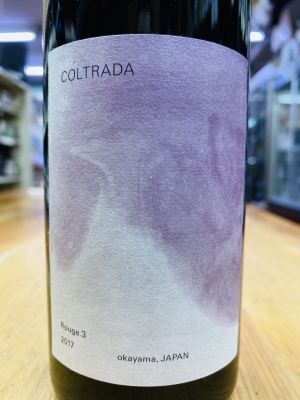 COLTRADA
Rouge.3
2017
okayama, JAPAN